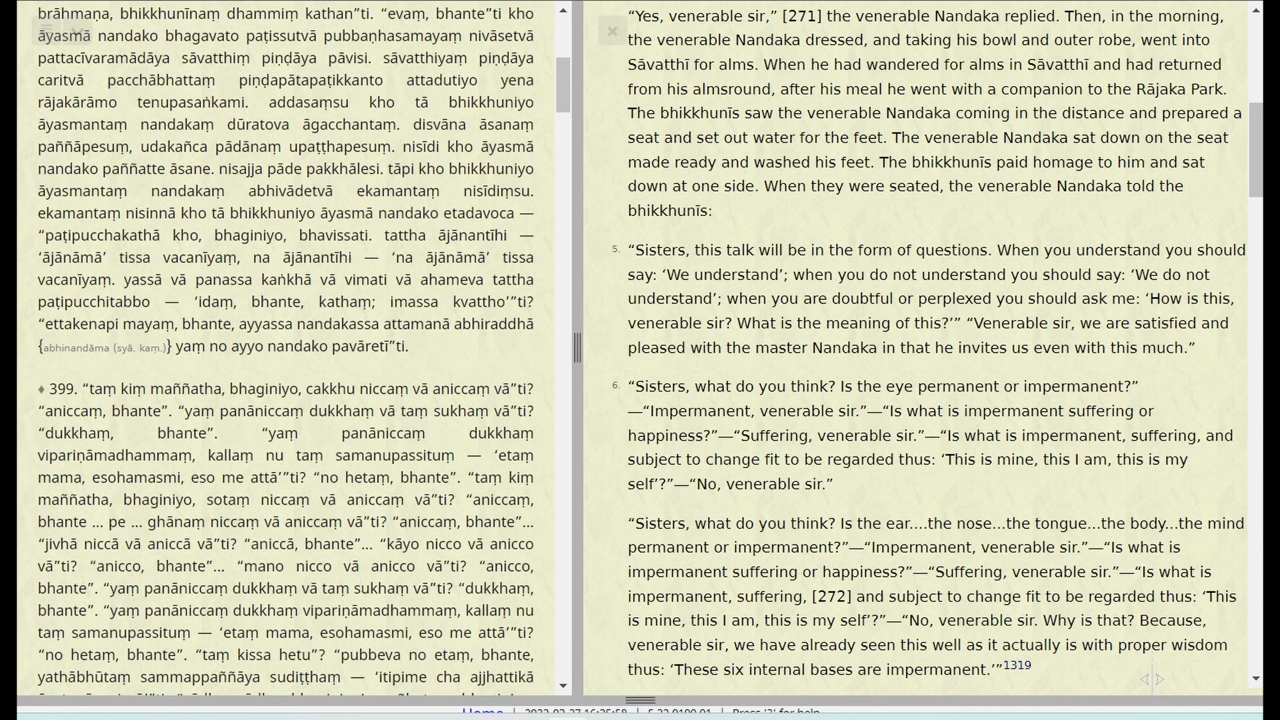 brāhmaṇa, bhikkhunīnaṃ dhammiṃ kathan”ti. “evaṃ, bhante”ti kho
āyasmā nandako bhagavato paṭissutvā pubbaṇhasamayaṃ nivāsetvā
pattacīvaramādāya sāvatthiṃ piṇḍāya pāvisi. sāvatthiyaṃ piṇḍāya
caritvā pacchābhattaṃ piṇḍapātapaṭikkanto attadutiyo yena
rājakārāmo tenupasaṅkami. addasaṃsu kho tā bhikkhuniyo
āyasmantaṃ nandakaṃ dūratova āgacchantaṃ. disvāna āsanaṃ
paññāpesuṃ, udakañca pādānaṃ upaṭṭhapesuṃ. nisīdi kho āyasmā
nandako paññatte āsane. nisajja pāde pakkhālesi. tāpi kho bhikkhuniyo
āyasmantaṃ nandakaṃ abhivādetvā ekamantaṃ nisīdiṃsu.
ekamantaṃ nisinnā kho tā bhikkhuniyo āyasmā nandako etadavoca —
“paṭipucchakathā kho, bhaginiyo, bhavissati. tattha ājānantīhi —
‘ājānāmā’ tissa vacanīyaṃ, na ājānantīhi — ‘na ājānāmā’ tissa
vacanīyaṃ. yassā vā panassa kaṅkhā vā vimati vā ahameva tattha
paṭipucchitabbo — ‘idaṃ, bhante, kathaṃ; imassa kvattho’”ti?
“ettakenapi mayaṃ, bhante, ayyassa nandakassa attamanā abhiraddhā
{abhinandāma (syā. kaṃ.)} yaṃ no ayyo nandako pavāretī”ti.
♦ 399. “taṃ kiṃ maññatha, bhaginiyo, cakkhu niccaṃ vā aniccaṃ vā”ti?
“aniccaṃ, bhante”. “yaṃ panāniccaṃ dukkhaṃ vā taṃ sukhaṃ vā”ti?
“dukkhaṃ, bhante”. “yaṃ panāniccaṃ dukkhaṃ
vipariṇāmadhammaṃ, kallaṃ nu taṃ samanupassituṃ — ‘etaṃ
mama, esohamasmi, eso me attā’”ti? “no hetaṃ, bhante”. “taṃ kiṃ
maññatha, bhaginiyo, sotaṃ niccaṃ vā aniccaṃ vā”ti? “aniccaṃ,
bhante ... pe ... ghānaṃ niccaṃ vā aniccaṃ vā”ti? “aniccaṃ, bhante”...
“jivhā niccā vā aniccā vā”ti? “aniccā, bhante”... “kāyo nicco vā anicco
vā”ti? “anicco, bhante”... “mano nicco vā anicco vā”ti? “anicco,
bhante”. “yaṃ panāniccaṃ dukkhaṃ vā taṃ sukhaṃ vā”ti? “dukkhaṃ,
bhante”. “yaṃ panāniccaṃ dukkhaṃ vipariṇāmadhammaṃ, kallaṃ nu
taṃ samanupassituṃ — ‘etaṃ mama, esohamasmi, eso me attā’”ti?
“no hetaṃ, bhante”. “taṃ kissa hetu”? “pubbeva no etaṃ, bhante,
yathābhūtaṃ sammappaññāya sudiṭṭhaṃ — ‘itipime cha ajjhattikā
“Yes, venerable sir,” [271] the venerable Nandaka replied. Then, in the morning,
the venerable Nandaka dressed, and taking his bowl and outer robe, went into
Sāvatthī for alms. When he had wandered for alms in Sāvatthī and had returned
from his almsround, after his meal he went with a companion to the Rājaka Park.
The bhikkhunīs saw the venerable Nandaka coming in the distance and prepared a
seat and set out water for the feet. The venerable Nandaka sat down on the seat
made ready and washed his feet. The bhikkhunīs paid homage to him and sat
down at one side. When they were seated, the venerable Nandaka told the
bhikkhunīs:
5. “Sisters, this talk will be in the form of questions. When you understand you should
say: ‘We understand’; when you do not understand you should say: ‘We do not
understand’; when you are doubtful or perplexed you should ask me: ‘How is this,
venerable sir? What is the meaning of this?’” “Venerable sir, we are satisfied and
pleased with the master Nandaka in that he invites us even with this much.”
6. “Sisters, what do you think? Is the eye permanent or impermanent?”
—“Impermanent, venerable sir.”—“Is what is impermanent suffering or
happiness?”—“Suffering, venerable sir.”—“Is what is impermanent, suffering, and
subject to change fit to be regarded thus: ‘This is mine, this I am, this is my
self’?”—“No, venerable sir.”
“Sisters, what do you think? Is the ear....the nose...the tongue...the body...the mind
permanent or impermanent?”—“Impermanent, venerable sir.”—“Is what is
impermanent suffering or happiness?”—“Suffering, venerable sir.”—“Is what is
impermanent, suffering, [272] and subject to change fit to be regarded thus: ‘This
is mine, this I am, this is my self’?”—“No, venerable sir. Why is that? Because,
venerable sir, we have already seen this well as it actually is with proper wisdom
thus: ‘These six internal bases are impermanent.’”1319
Home | 2022-02-27 16:25:58 | 5.22.0100.01 | Press '?' for help